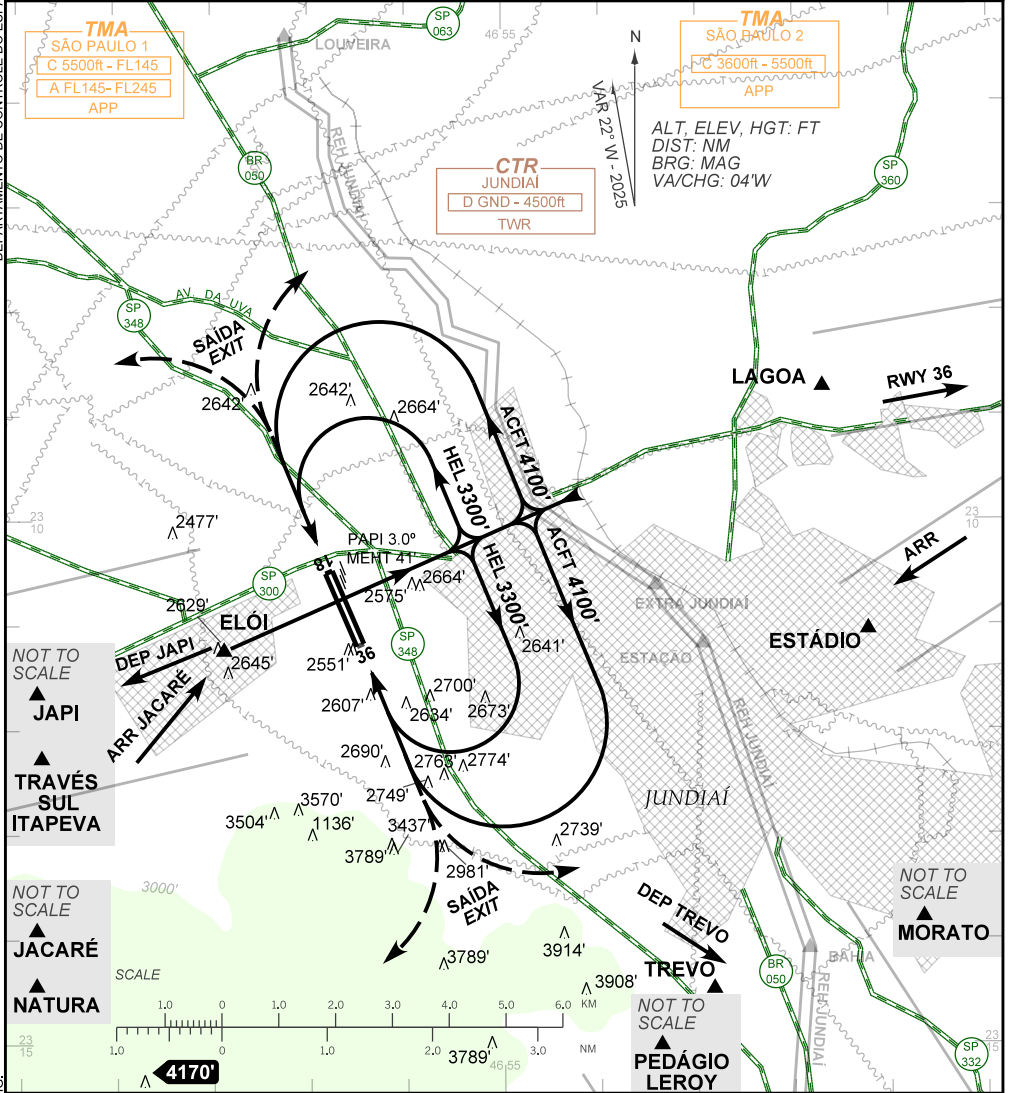 TMA
SÃO PAULO 1
C 5500ft - FL145
A FL145- FL245
APP
SP
063
46 55
LOUVEIRA
N
VAR 22° W - 2025
TMA
SÃO PAULO 2
C 3600ft - 5500ft
APP
ALT, ELEV, HGT: FT
DIST: NM
BRG: MAG
VA/CHG: 04'W
BR
050
REH JUNDIAÍ
CTR
JUNDIAÍ
D GND - 4500ft
TWR
SP
360
AV. DA UVA
SP
348
SAÍDA
EXIT
2642'
2642'
2664'
ACFT 4100'
HEL 3300'
LAGOA
RWY 36
23
10
2477'
PAPI 3.0º
MEHT 41'
18
2575'
2664'
HEL 3300'
ACFT 4100'
ARR
23
10
SP
300
2629'
ELÓI
2645'
DEP JAPI
ARR JACARÉ
2551'
36
SP
348
2641'
EXTRA JUNDIAÍ
ESTAÇÃO
ESTÁDIO
NOT TO
SCALE
JAPI
TRAVÉS
SUL
ITAPEVA
2607'
2700'
2634'
2673'
REH JUNDIAÍ
2690'
2763'
2774'
2749'
JUNDIAÍ
3504'
3570'
1136'
3437'
3789'
2981'
2739'
3000'
SAÍDA
EXIT
NOT TO
SCALE
JACARÉ
NATURA
DEP TREVO
NOT TO
SCALE
MORATO
3914'
3789'
3908'
TREVO
BR
050
BAHIA
REH JUNDIAÍ
NOT TO
SCALE
PEDÁGIO
LEROY
SCALE
1.0 0 1.0 2.0 3.0 4.0 5.0 6.0 KM
1.0 0 1.0 2.0 3.0 NM
3789'
46 55
23
15
4170'
23
15
SP
332